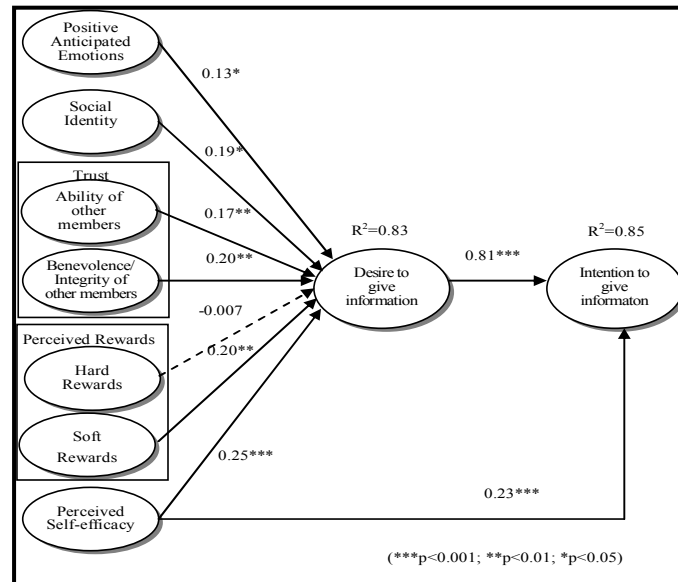 Positive
Anticipated
Emotions
0.13*
Social
Identity
0.19*
Trust
Ability of
other
members
0.17**
R²=0.83
R²=0.85
Benevolence/
Integrity of
other members
0.20**
Desire to
give
information
0.81***
Intention to
give
informaton
-0.007
Perceived Rewards
0.20**
Hard
Rewards
Soft
Rewards
0.25***
Perceived
Self-efficacy
0.23***
(***p<0.001; **p<0.01; *p<0.05)